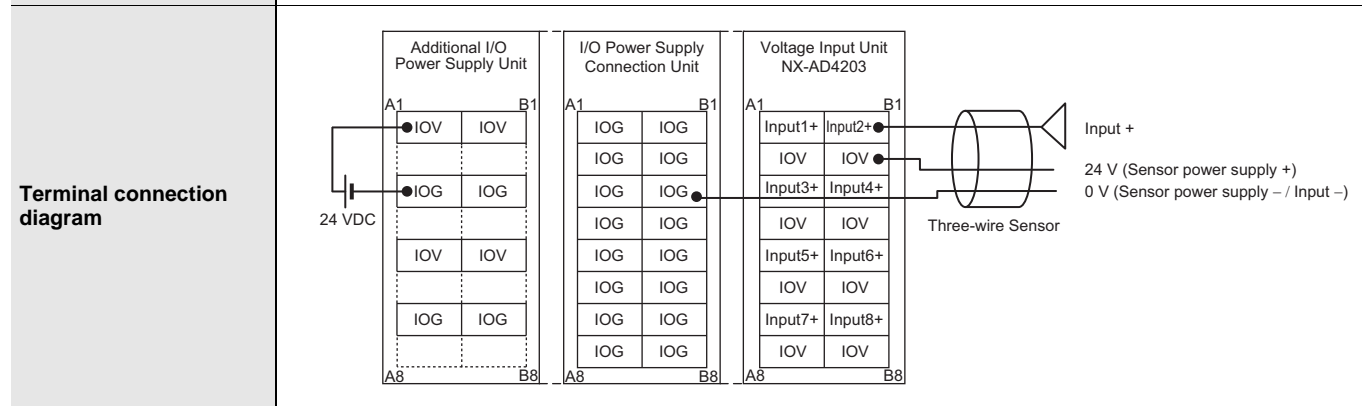 Terminal connection
diagram
Additional I/O
Power Supply Unit
A1 B1
IOV IOV
IOG IOG
IOV IOV
IOG IOG
A8 B8
24 VDC
I/O Power Supply
Connection Unit
A1 B1
IOG IOG
IOG IOG
IOG IOG
IOG IOG
IOG IOG
IOG IOG
IOG IOG
IOG IOG
A8 B8
Voltage Input Unit
NX-AD4203
A1 B1
Input1+ Input2+
IOV IOV
Input3+ Input4+
IOV IOV
Input5+ Input6+
IOV IOV
Input7+ Input8+
IOV IOV
A8 B8
Input +
24 V (Sensor power supply +)
0 V (Sensor power supply – / Input –)
Three-wire Sensor